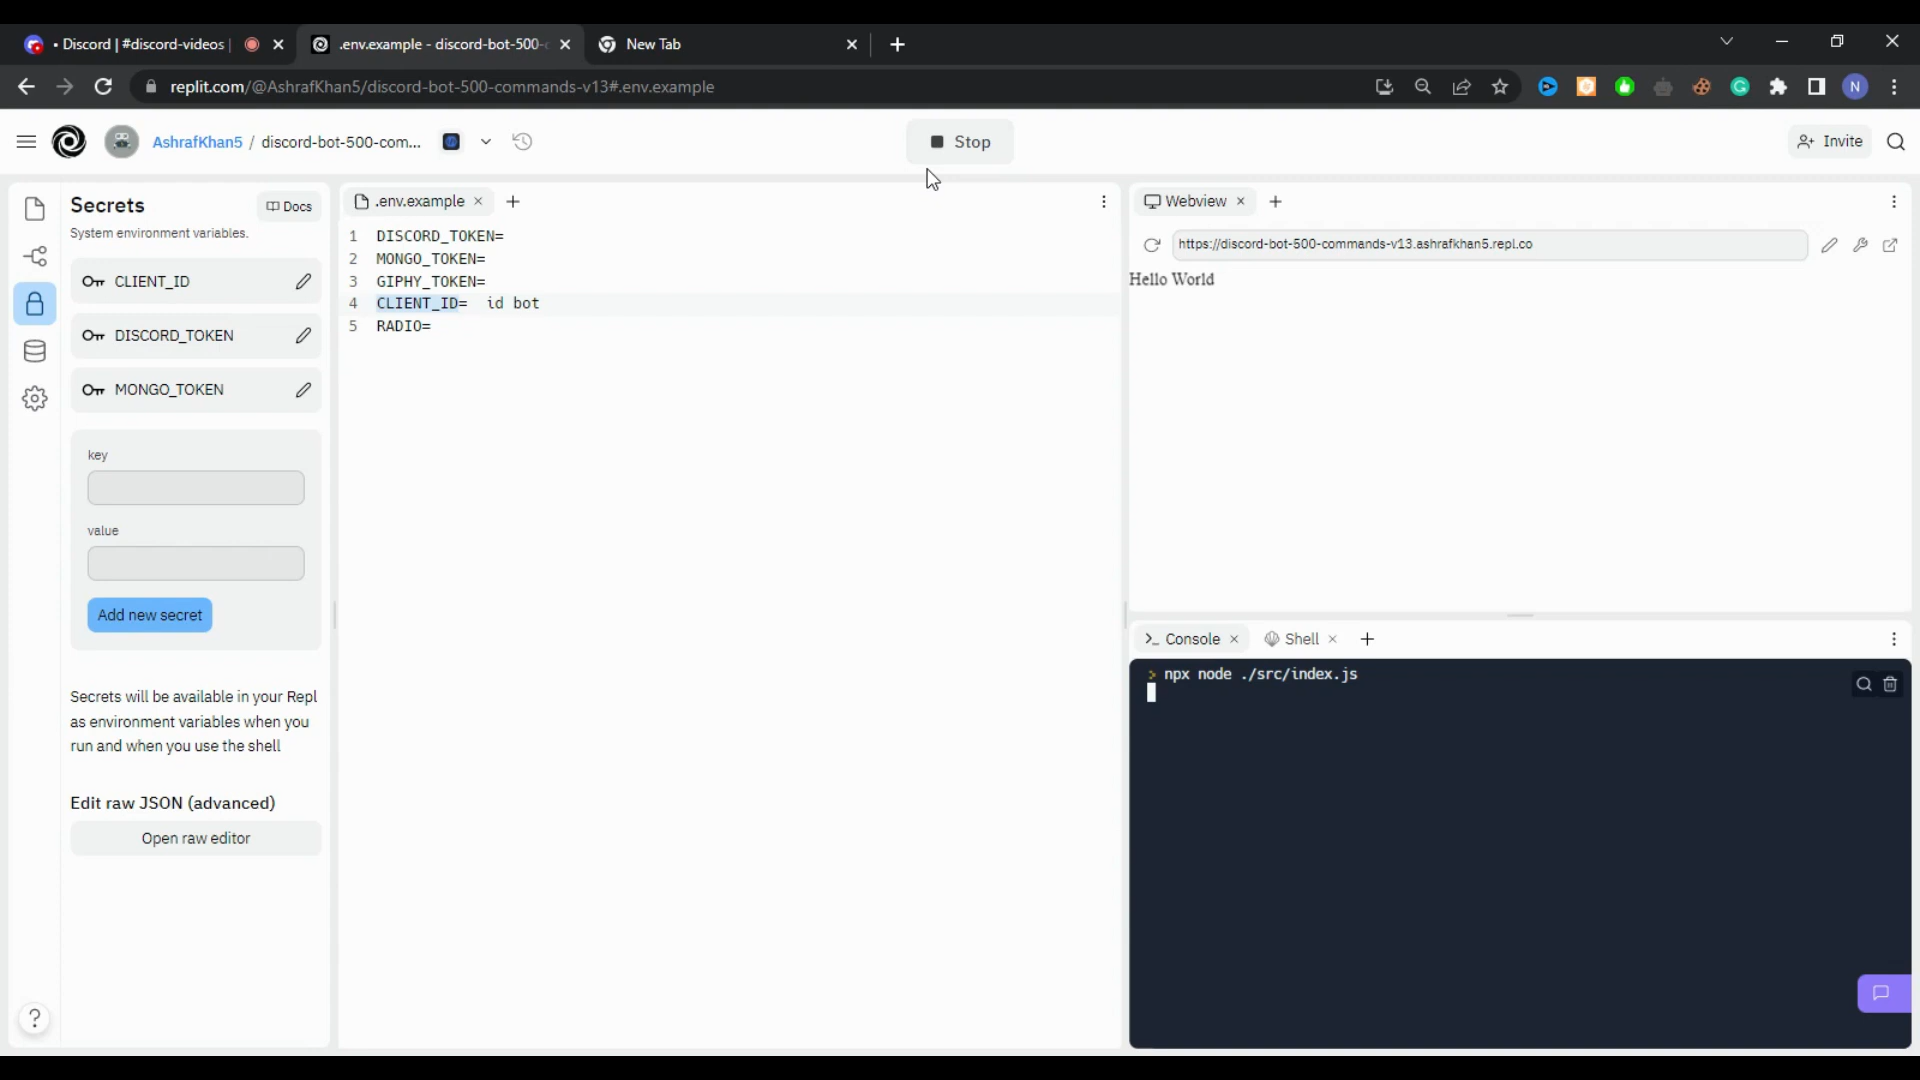 • Discord | #discord-videos |
.env.example - discord-bot-500-
New Tab
replit.com/@AshrafKhan5/discord-bot-500-commands-v13#.env.example
N
AshrafKhan5 / discord-bot-500-com...
Stop
Invite
Secrets
Docs
System environment variables.
CLIENT_ID
DISCORD_TOKEN
MONGO_TOKEN
key
value
Add new secret
Secrets will be available in your Repl
as environment variables when you
run and when you use the shell
Edit raw JSON (advanced)
Open raw editor
?
.env.example
1 DISCORD_TOKEN=
2 MONGO_TOKEN=
3 GIPHY_TOKEN=
4 CLIENT_ID=  id bot
5 RADIO=
Webview
https://discord-bot-500-commands-v13.ashrafkhan5.repl.co
Hello World
>_ Console
Shell
> npx node ./src/index.js